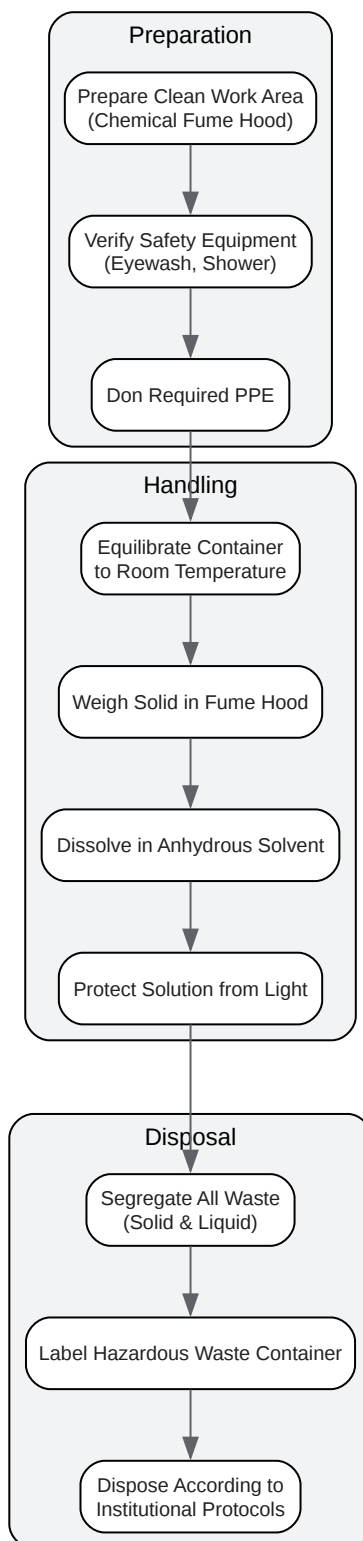 Preparation
Prepare Clean Work Area
(Chemical Fume Hood)
Verify Safety Equipment
(Eyewash, Shower)
Don Required PPE
Handling
Equilibrate Container
to Room Temperature
Weigh Solid in Fume Hood
Dissolve in Anhydrous Solvent
Protect Solution from Light
Disposal
Segregate All Waste
(Solid & Liquid)
Label Hazardous Waste Container
Dispose According to
Institutional Protocols